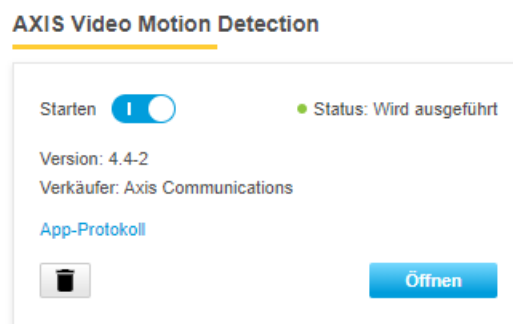 AXIS Video Motion Detection
Starten
Status: Wird ausgeführt
Version: 4.4-2
Verkäufer: Axis Communications
App-Protokoll
Öffnen